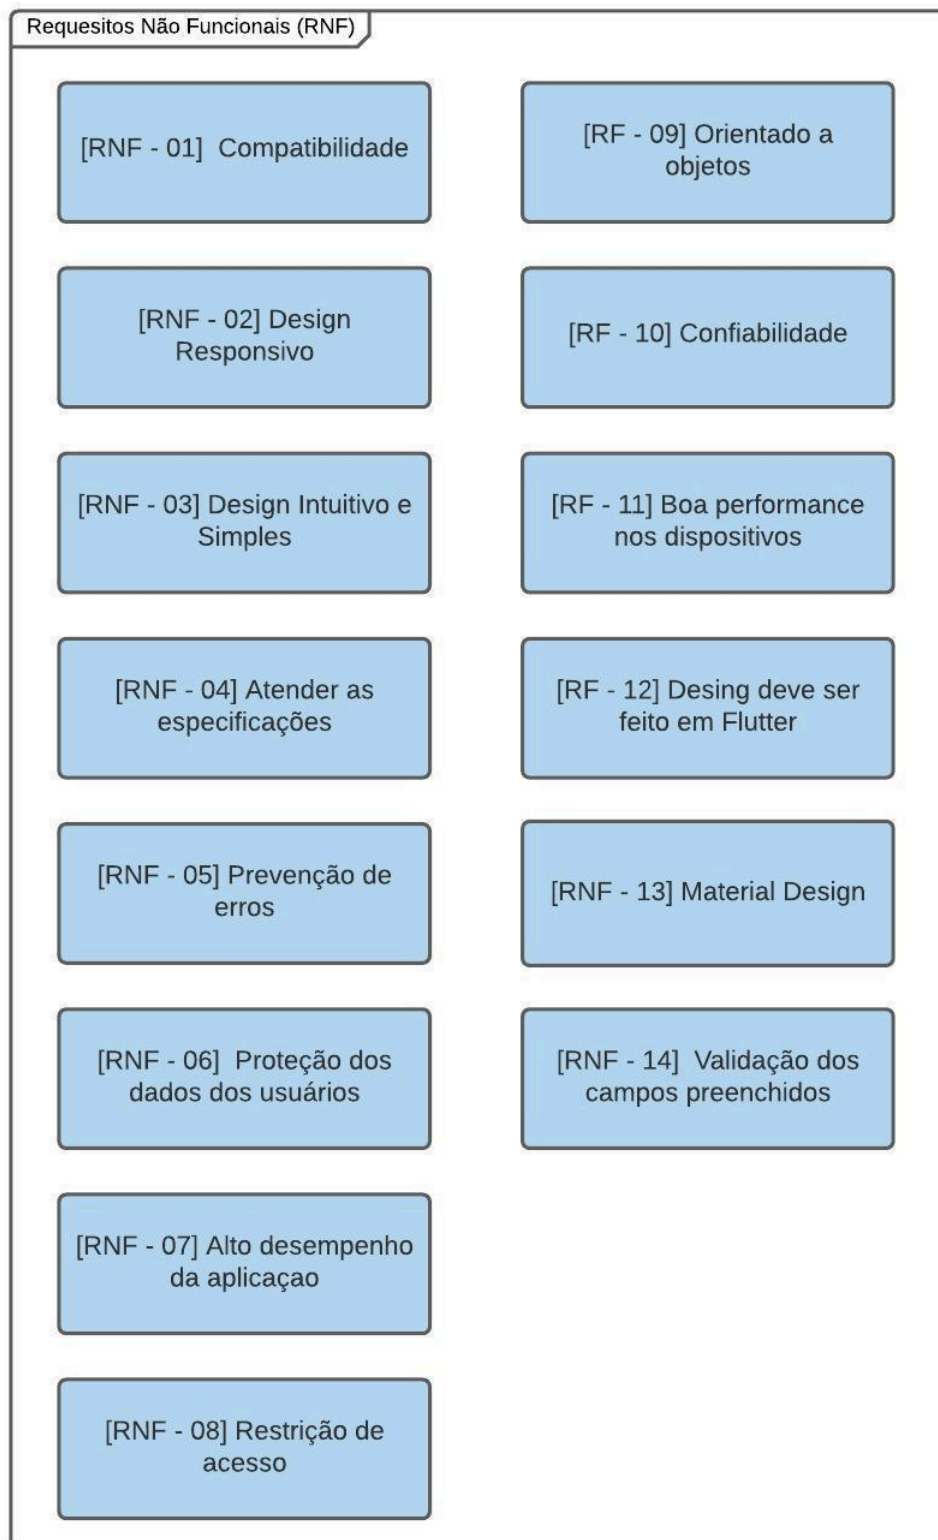 Requesitos Não Funcionais (RNF)
[RNF - 01]  Compatibilidade
[RNF - 02] Design
Responsivo
[RNF - 03] Design Intuitivo e
Simples
[RNF - 04] Atender as
especificações
[RNF - 05] Prevenção de
erros
[RNF - 06]  Proteção dos
dados dos usuários
[RNF - 07] Alto desempenho
da aplicaçao
[RNF - 08] Restrição de
acesso
[RF - 09] Orientado a
objetos
[RF - 10] Confiabilidade
[RF - 11] Boa performance
nos dispositivos
[RF - 12] Desing deve ser
feito em Flutter
[RNF - 13] Material Design
[RNF - 14]  Validação dos
campos preenchidos